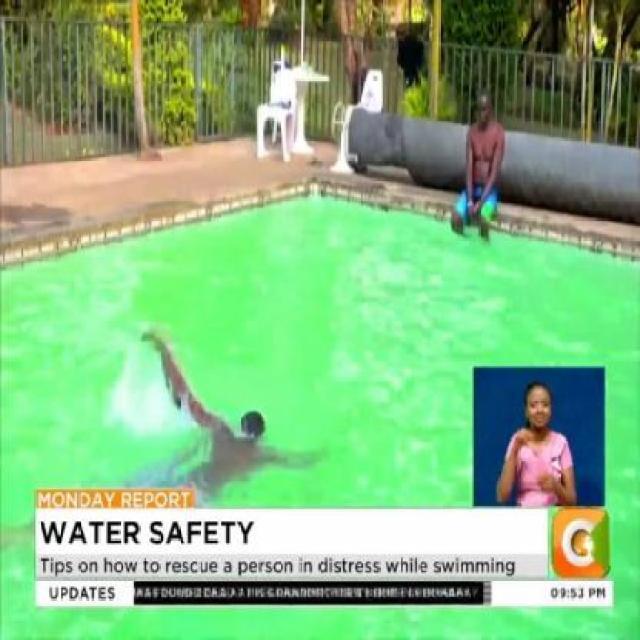 MONDAY REPORT
WATER SAFETY
Tips on how to rescue a person in distress while swimming
UPDATES
09:53 PM